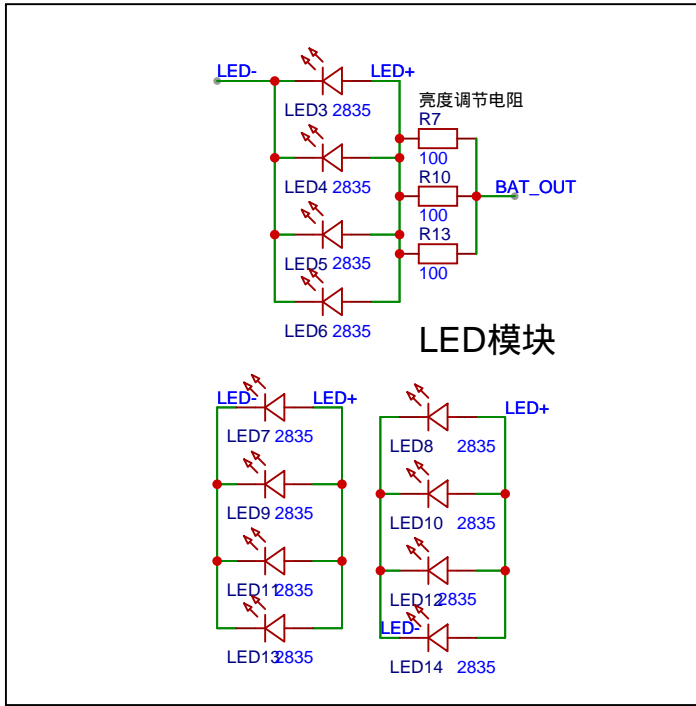 LED- LED+
LED3 2835
亮度调节电阻
R7
100
LED4 2835
R10
100
BAT_OUT
R13
100
LED5 2835
LED6 2835
LED模块
LED- LED+
LED7 2835
LED9 2835
LED11 2835
LED13 2835
LED+
LED8 2835
LED10 2835
LED12 2835
LED-
LED14 2835